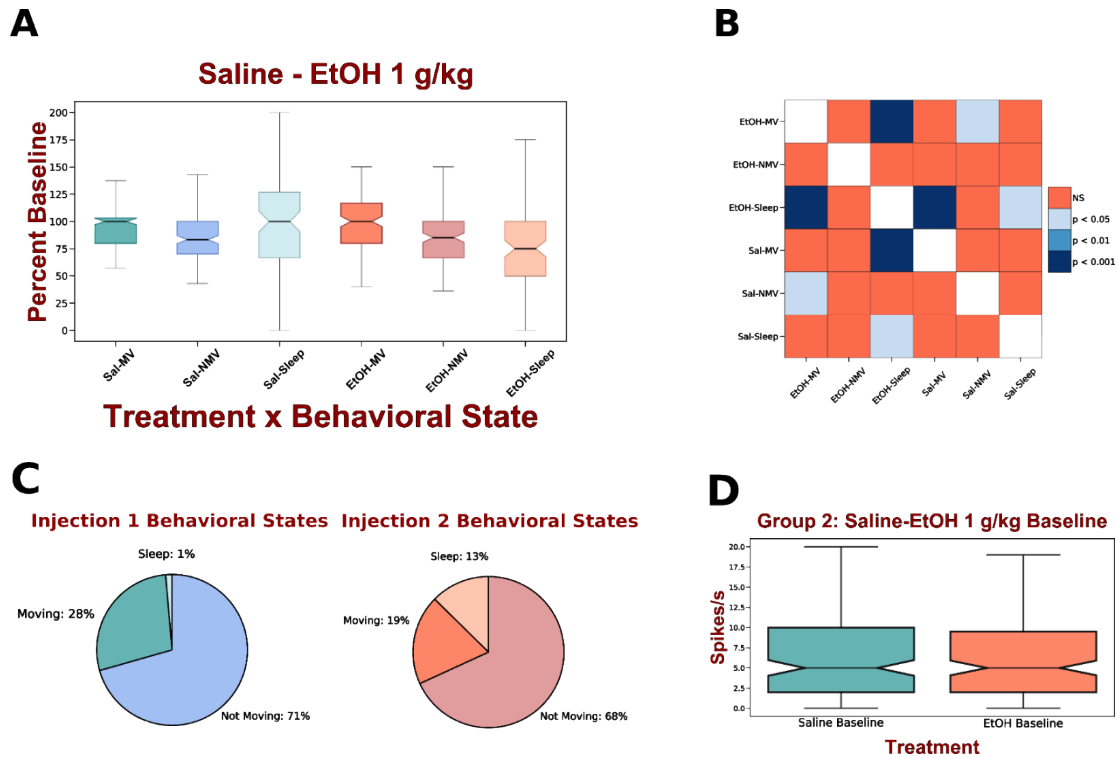 A
Saline - EtOH 1 g/kg
Percent Baseline
200
175
150
125
100
75
50
25
0
Sal-MV
Sal-NMV
Sal-Sleep
EtOH-MV
EtOH-NMV
EtOH-Sleep
Treatment x Behavioral State
B
EtOH-MV
EtOH-NMV
EtOH-Sleep
Sal-MV
Sal-NMV
Sal-Sleep
EtOH-MV
EtOH-NMV
EtOH-Sleep
Sal-MV
Sal-NMV
Sal-Sleep
NS
p < 0.05
p < 0.01
p < 0.001
C
Injection 1 Behavioral States
Sleep: 1%
Moving: 28%
Not Moving: 71%
Injection 2 Behavioral States
Sleep: 13%
Moving: 19%
Not Moving: 68%
D
Group 2: Saline-EtOH 1 g/kg Baseline
Spikes/s
20.0
17.5
15.0
12.5
10.0
7.5
5.0
2.5
0.0
Saline Baseline
EtOH Baseline
Treatment